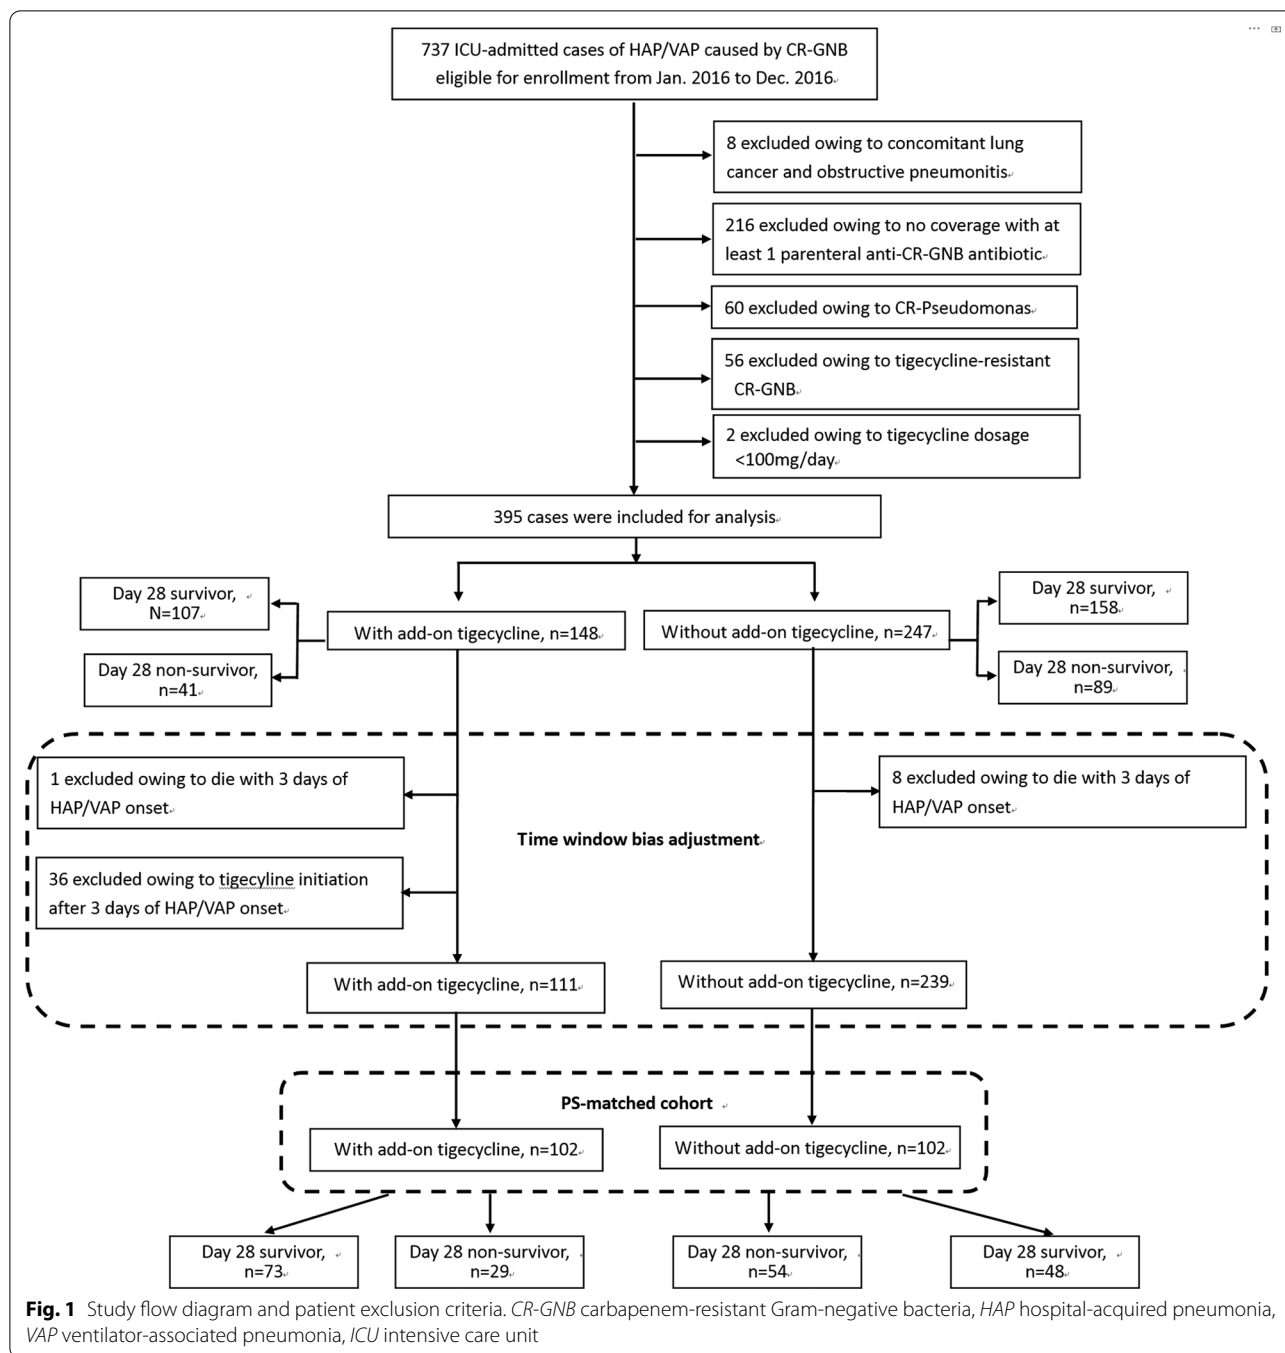 737 ICU-admitted cases of HAP/VAP caused by CR-GNB
eligible for enrollment from Jan. 2016 to Dec. 2016
8 excluded owing to concomitant lung
cancer and obstructive pneumonitis
216 excluded owing to no coverage with at
least 1 parenteral anti-CR-GNB antibiotic
60 excluded owing to CR-Pseudomonas
56 excluded owing to tigecycline-resistant
CR-GNB
2 excluded owing to tigecycline dosage
<100mg/day
395 cases were included for analysis
Day 28 survivor,
N=107
With add-on tigecycline, n=148
Day 28 non-survivor,
n=41
Without add-on tigecycline, n=247
Day 28 survivor,
n=158
Day 28 non-survivor,
n=89
1 excluded owing to die with 3 days of
HAP/VAP onset
8 excluded owing to die with 3 days of
HAP/VAP onset
Time window bias adjustment
36 excluded owing to tigecyline initiation
after 3 days of HAP/VAP onset
With add-on tigecycline, n=111
Without add-on tigecycline, n=239
PS-matched cohort
With add-on tigecycline, n=102
Without add-on tigecycline, n=102
Day 28 survivor,
n=73
Day 28 non-survivor,
n=29
Day 28 non-survivor,
n=54
Day 28 survivor,
n=48
Fig. 1 Study flow diagram and patient exclusion criteria. CR-GNB carbapenem-resistant Gram-negative bacteria, HAP hospital-acquired pneumonia,
VAP ventilator-associated pneumonia, ICU intensive care unit